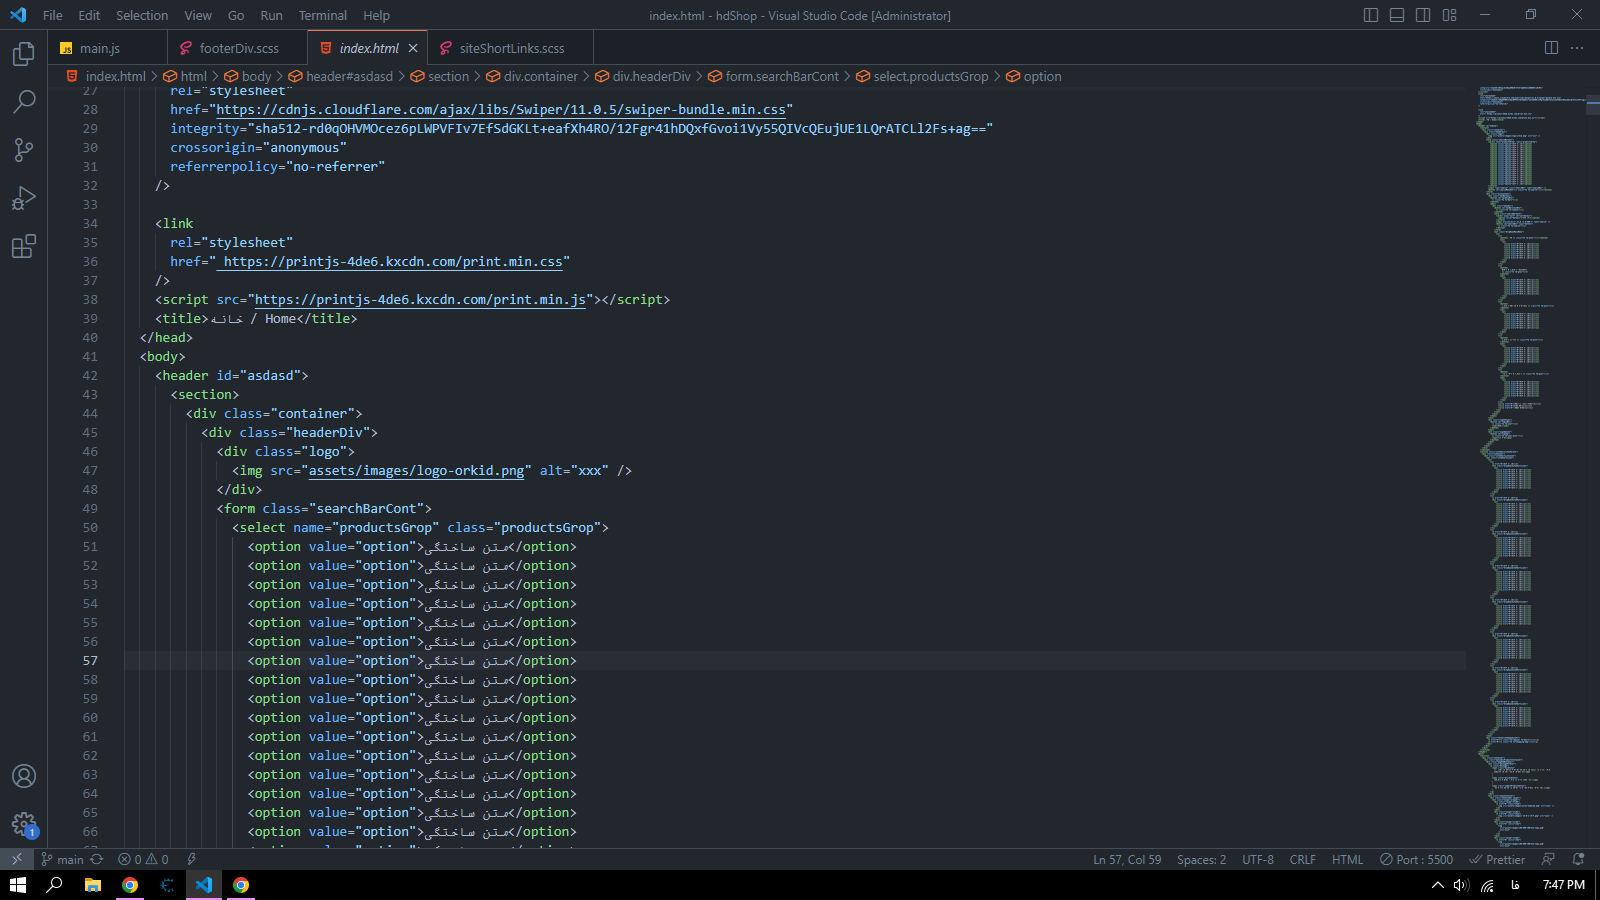 File Edit Selection View Go Run Terminal Help
index.html - hdShop - Visual Studio Code [Administrator]
main.js footerDiv.scss index.html siteShortLinks.scss
index.html > html > body > header#asdasd > section > div.container > div.headerDiv > form.searchBarCont > select.productsGrop > option
27 rel="stylesheet"
28 href="https://cdnjs.cloudflare.com/ajax/libs/Swiper/11.0.5/swiper-bundle.min.css"
29 integrity="sha512-rd0qOHVMOcez6pLWPVFIv7EfSdGKLt+eafXh4RO/12Fgr41hDQxfGvoi1Vy55QIVcQEujUE1LQrATCLl2Fs+ag=="
30 crossorigin="anonymous"
31 referrerpolicy="no-referrer"
32 />
33
34 <link
35 rel="stylesheet"
36 href=" https://printjs-4de6.kxcdn.com/print.min.css"
37 />
38 <script src="https://printjs-4de6.kxcdn.com/print.min.js"></script>
39 <title>خانه / Home</title>
40 </head>
41 <body>
42 <header id="asdasd">
43 <section>
44 <div class="container">
45 <div class="headerDiv">
46 <div class="logo">
47 <img src="assets/images/logo-orkid.png" alt="xxx" />
48 </div>
49 <form class="searchBarCont">
50 <select name="productsGrop" class="productsGrop">
51 <option value="option">متن ساختگی</option>
52 <option value="option">متن ساختگی</option>
53 <option value="option">متن ساختگی</option>
54 <option value="option">متن ساختگی</option>
55 <option value="option">متن ساختگی</option>
56 <option value="option">متن ساختگی</option>
57 <option value="option">متن ساختگی</option>
58 <option value="option">متن ساختگی</option>
59 <option value="option">متن ساختگی</option>
60 <option value="option">متن ساختگی</option>
61 <option value="option">متن ساختگی</option>
62 <option value="option">متن ساختگی</option>
63 <option value="option">متن ساختگی</option>
64 <option value="option">متن ساختگی</option>
65 <option value="option">متن ساختگی</option>
66 <option value="option">متن ساختگی</option>
1
main 0 0 Ln 57, Col 59 Spaces: 2 UTF-8 CRLF HTML Port : 5500 Prettier
فا 7:47 PM